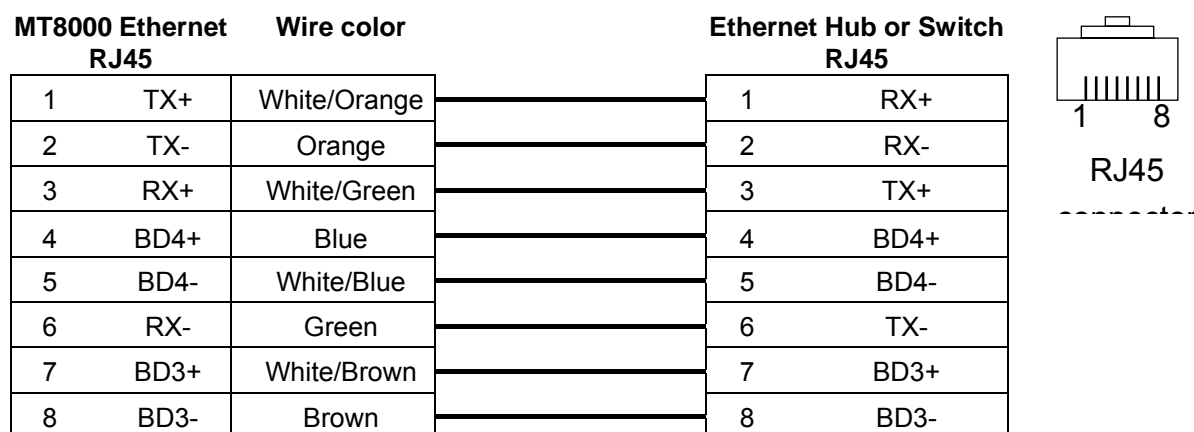 MT8000 Ethernet RJ45 Wire color Ethernet Hub or Switch RJ45
1 TX+ White/Orange 1 RX+
2 TX- Orange 2 RX-
3 RX+ White/Green 3 TX+
4 BD4+ Blue 4 BD4+
5 BD4- White/Blue 5 BD4-
6 RX- Green 6 TX-
7 BD3+ White/Brown 7 BD3+
8 BD3- Brown 8 BD3-
1 8
RJ45